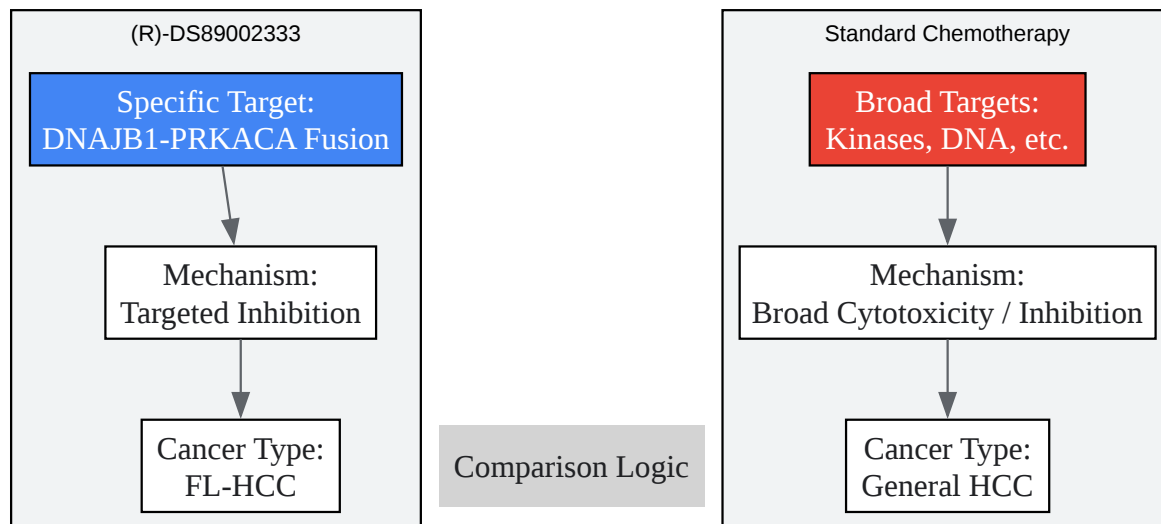 (R)-DS89002333
Specific Target:
DNAJB1-PRKACA Fusion
Mechanism:
Targeted Inhibition
Cancer Type:
FL-HCC
Comparison Logic
Standard Chemotherapy
Broad Targets:
Kinases, DNA, etc.
Mechanism:
Broad Cytotoxicity / Inhibition
Cancer Type:
General HCC